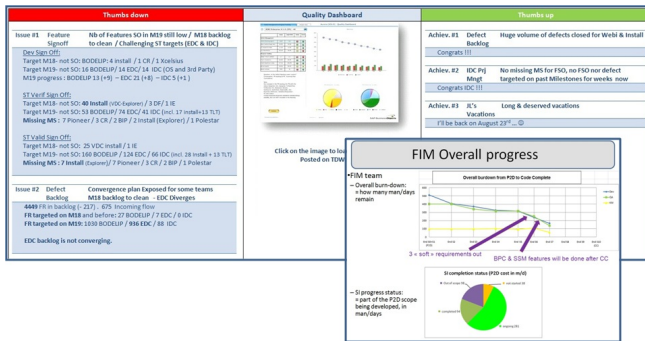 Thumbs down
Issue #1 Feature Signoff
Nb of Features SO in M19 still low / M18 backlog to clean / Challenging ST targets (EDC & IDC)
Dev Sign Off:
Target M18- not SO: BODELIP: 4 install / 1 CR / 1 Xcelsius
Target M19- not SO: 16 BODELIP/ 14 EDC/ 14 IDC (OS and 3rd Party)
M19 progress : BODELIP 13 (+9) – EDC 21 (+8) – IDC 5 (+1 )
ST Verif Sign Off:
Target M18- not SO: 40 Install (VDC-Explorer) / 3 DF/ 1 IE
Target M19- not SO: 53 BODELIP/ 74 EDC/ 41 IDC (incl. 17 install+13 TLT)
Missing MS : 7 Pioneer / 3 CR / 2 BIP / 2 Install (Explorer) / 1 Polestar
ST Valid Sign Off:
Target M18- not SO: 25 VDC install / 1 IE
Target M19- not SO: 160 BODELIP / 124 EDC / 66 IDC (incl. 28 Install + 13 TLT)
Missing MS : 7 Install (Explorer)/ 7 Pioneer / 3 CR / 2 BIP / 1 Polestar
Issue #2 Defect Backlog
Convergence plan Exposed for some teams
M18 backlog to clean - EDC Diverges
4449 FR in backlog (- 217) . 675 Incoming flow
FR targeted on M18 and before; 27 BODELIP / 7 EDC / 0 IDC
FR targeted on M19: 1030 BODELIP / 936 EDC / 88 IDC
EDC backlog is not converging.
Quality Dashboard
Click on the image to loa
Posted on TDW
Thumbs up
Achiev. #1 Defect Backlog
Huge volume of defects closed for Webi & Install
Congrats !!!
Achiev. #2 IDC Prj Mngt
No missing MS for FSO, no FSO nor defect targeted on past Milestones for weeks now
Congrats IDC !!!
Achiev. #3 JL's Vacations
Long & deserved vacations
I'll be back on August 23rd ... ☺
FIM Overall progress
•FIM team
– Overall burn-down:
= how many man/days
remain
Overall burdown from P2D to Code Complete
3 = soft = requirements out
BPC & SSM features will be done after CC
– SI progress status:
= part of the P2D scope
being developed, in
man/days
SI completion status (P2D cost in m/d)